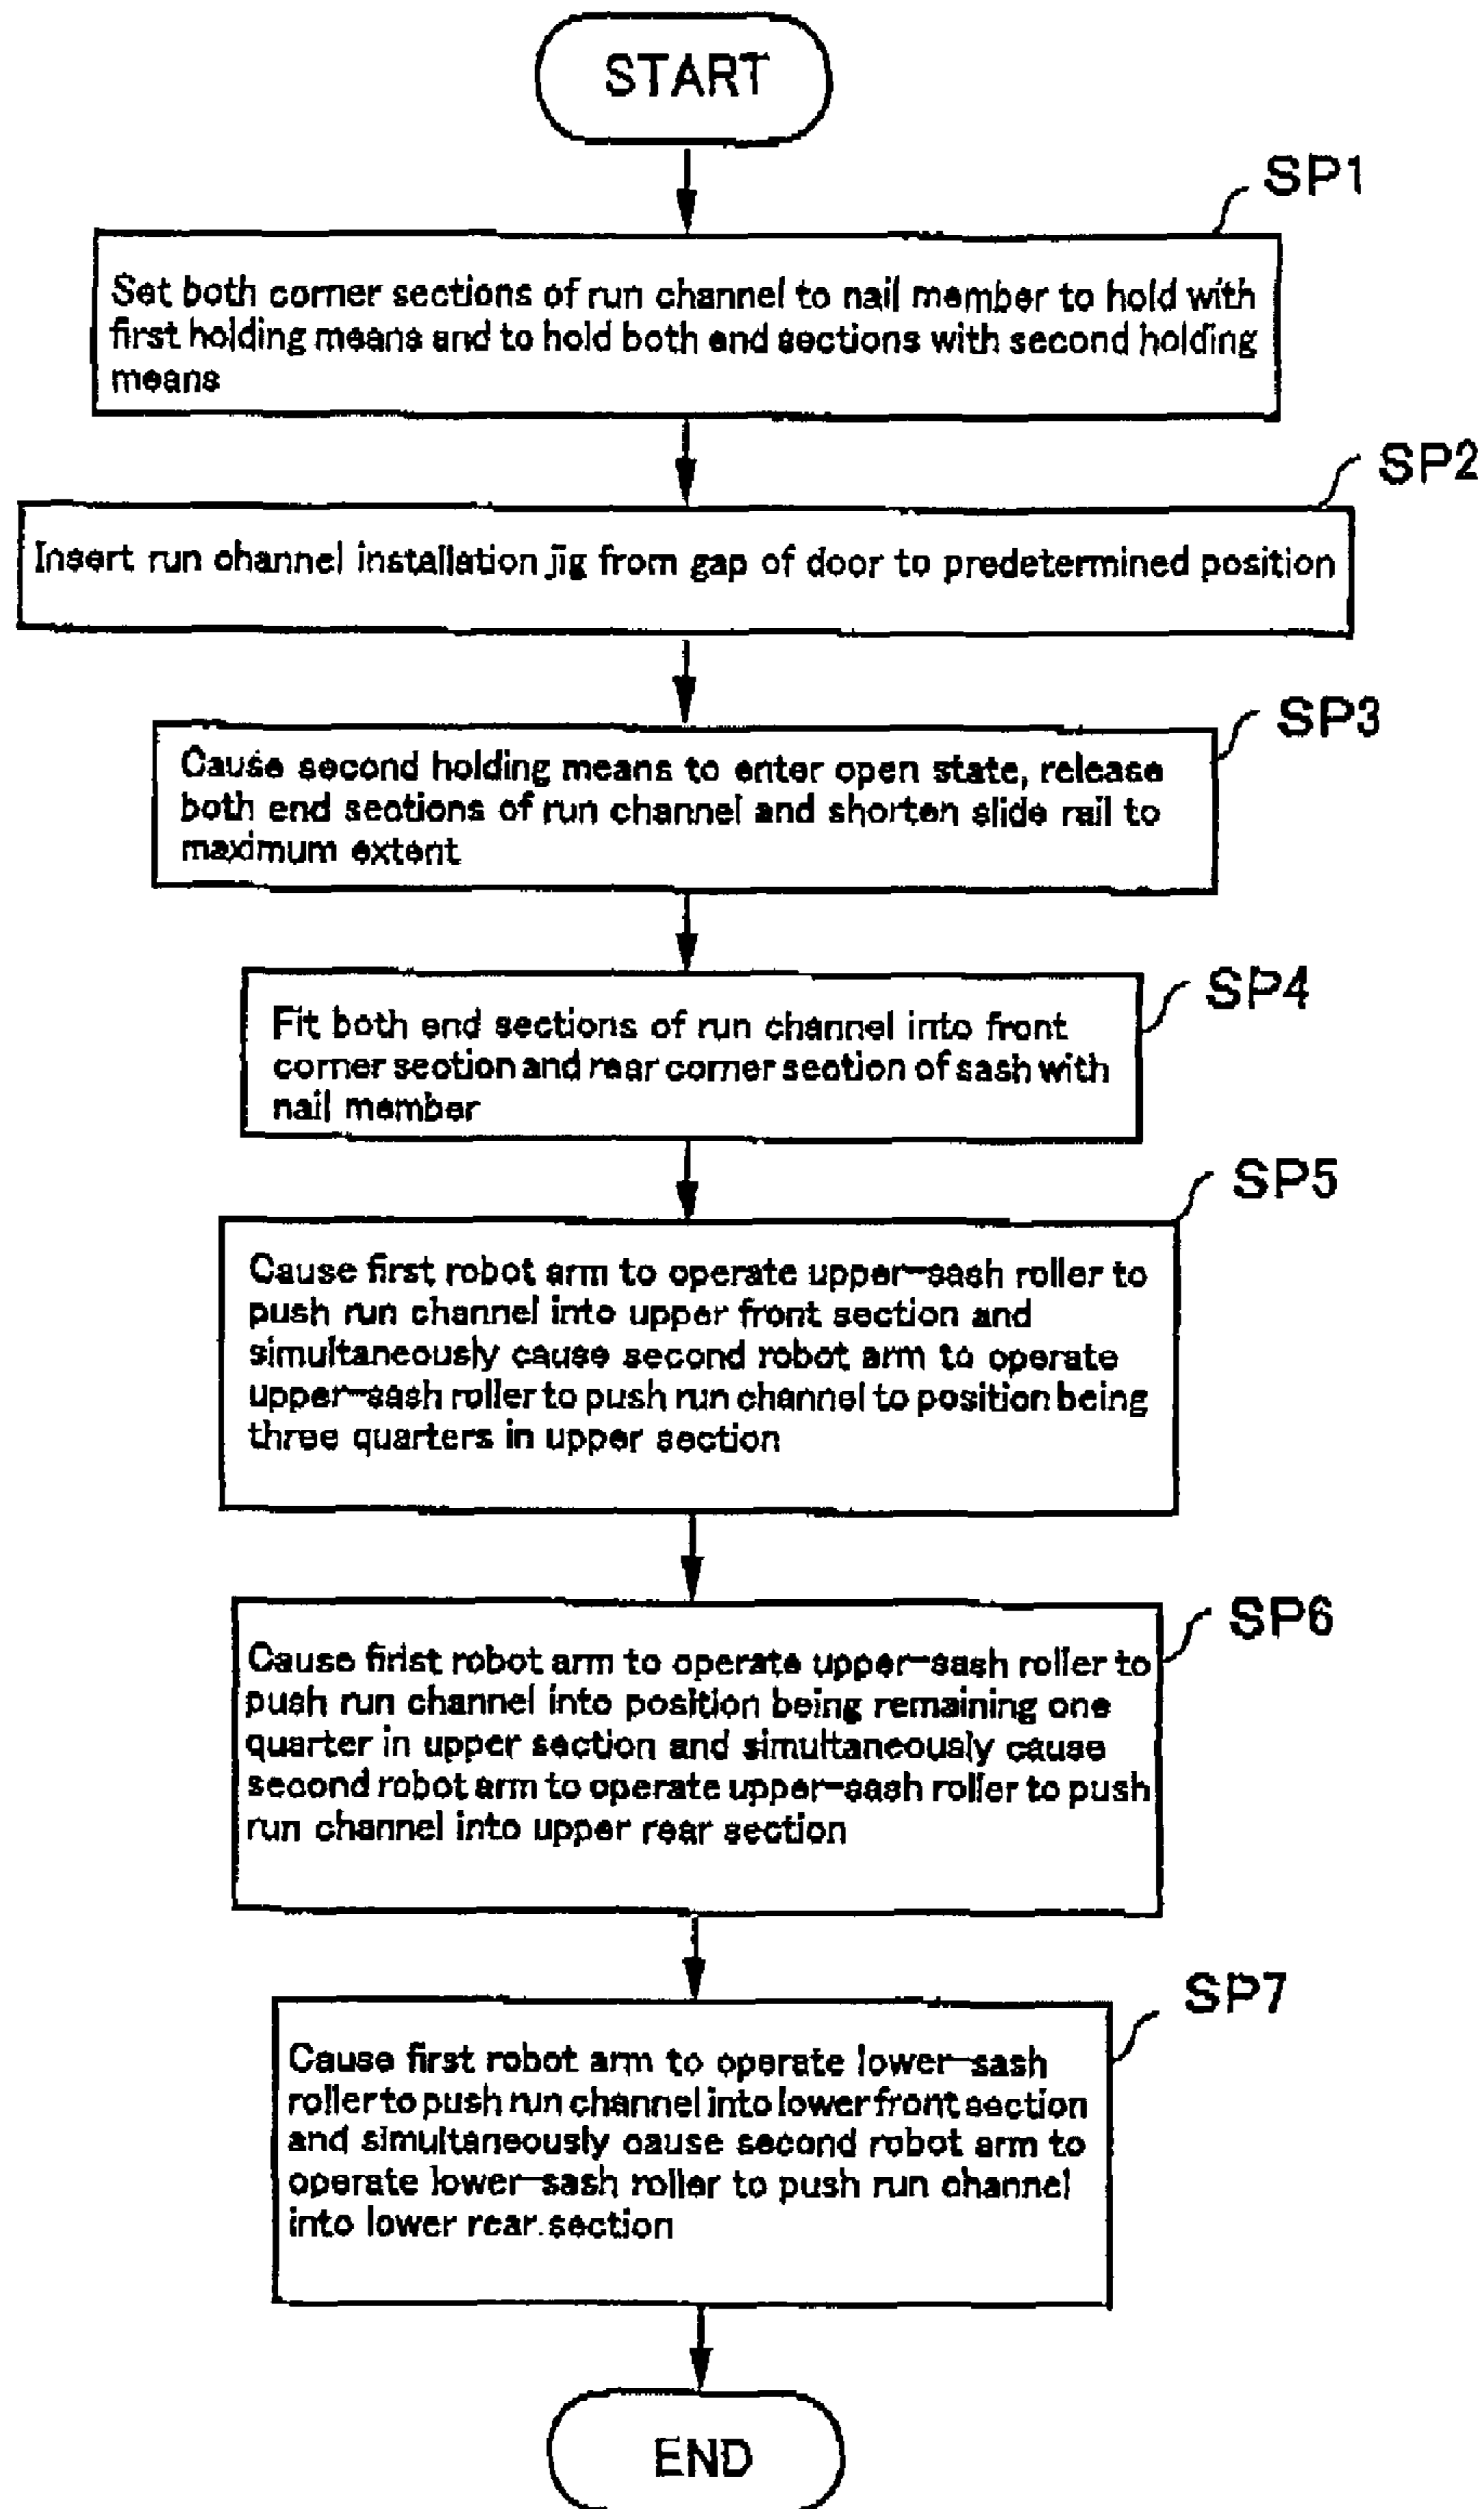 START
SP1
Set both corner sections of run channel to nail member to hold with
first holding means and to hold both end sections with second holding
means
SP2
Insert run channel installation jig from gap of door to predetermined position
SP3
Cause second holding means to enter open state, release
both end sections of run channel and shorten slide rail to
maximum extent
SP4
Fit both end sections of run channel into front
corner section and rear corner section of sash with
nail member
SP5
Cause first robot arm to operate upper-sash roller to
push run channel into upper front section and
simultaneously cause second robot arm to operate
upper-sash roller to push run channel to position being
three quarters in upper section
SP6
Cause firist robot arm to operate upper-sash roller to
push run channel into position being remaining one
quarter in upper section and simultaneously cause
second robot arm to operate upper-sash roller to push
run channel into upper rear section
SP7
Cause first robot arm to operate lower-sash
roller to push run channel into lower front section
and simultaneously cause second robot arm to
operate lower-sash roller to push run channel
into lower rear section
END